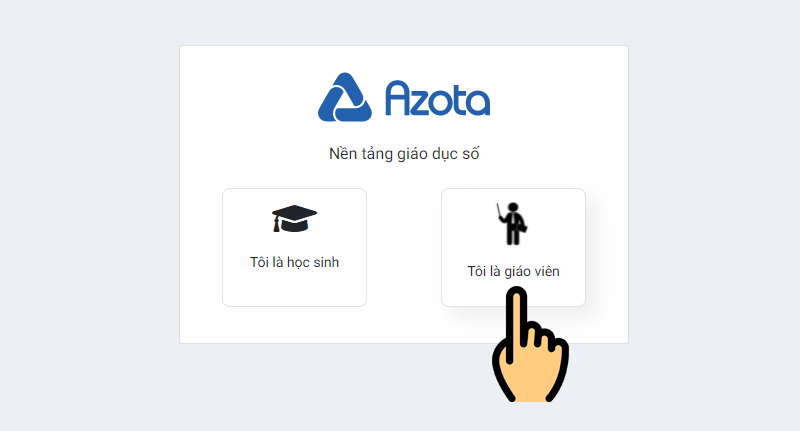 Azota
Nền tảng giáo dục số
Tôi là học sinh
Tôi là giáo viên